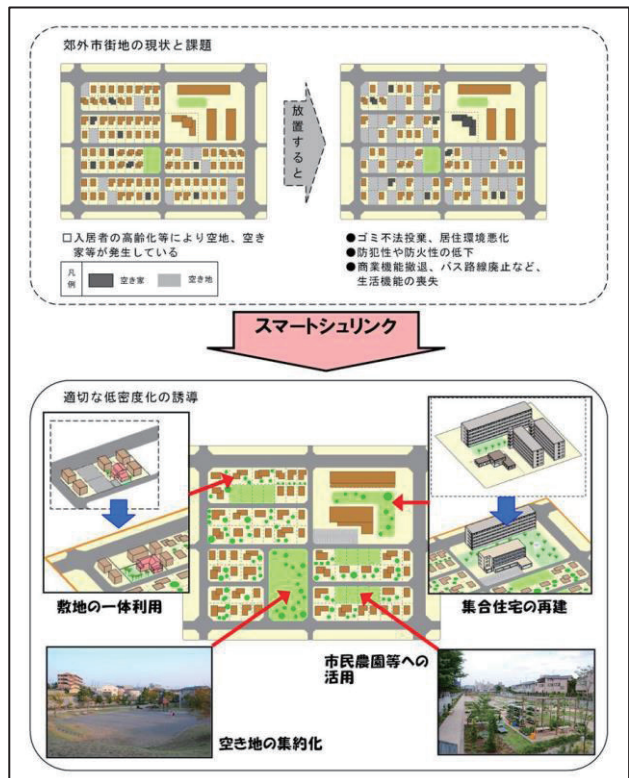 郊外市街地の現状と課題
放置すると
□入居者の高齢化等により空地、空き
家等が発生している
凡例
空き家
空き地
●ゴミ不法投棄、居住環境悪化
●防犯性や防火性の低下
●商業機能撤退、バス路線廃止など、
生活機能の喪失
スマートシュリンク
適切な低密度化の誘導
敷地の一体利用
集合住宅の再建
市民農園等への
活用
空き地の集約化